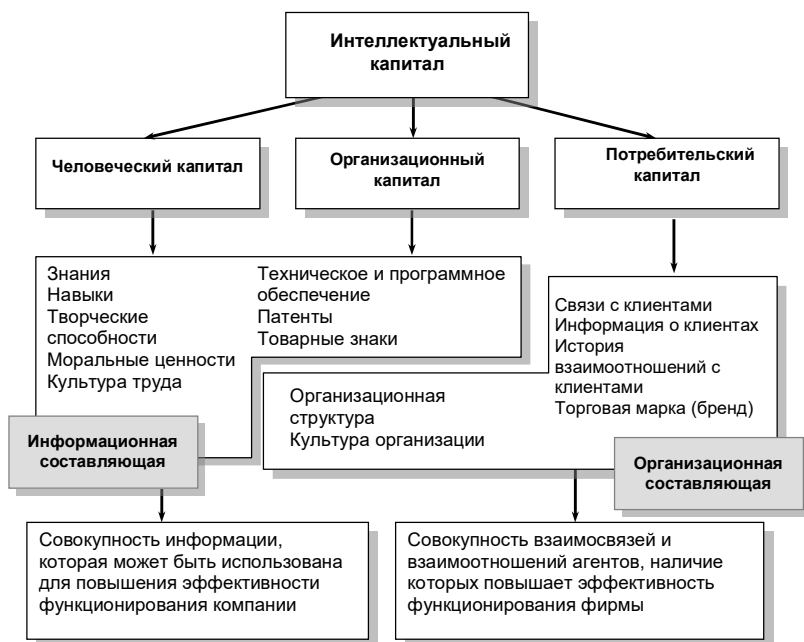 Интеллектуальный
капитал
Человеческий капитал
Организационный
капитал
Потребительский
капитал
Знания
Навыки
Творческие
способности
Моральные ценности
Культура труда
Техническое и программное
обеспечение
Патенты
Товарные знаки
Связи с клиентами
Информация о клиентах
История
взаимоотношений с
клиентами
Торговая марка (бренд)
Организационная
структура
Культура организации
Информационная
составляющая
Организационная
составляющая
Совокупность информации,
которая может быть использована
для повышения эффективности
функционирования компании
Совокупность взаимосвязей и
взаимоотношений агентов, наличие
которых повышает эффективность
функционирования фирмы